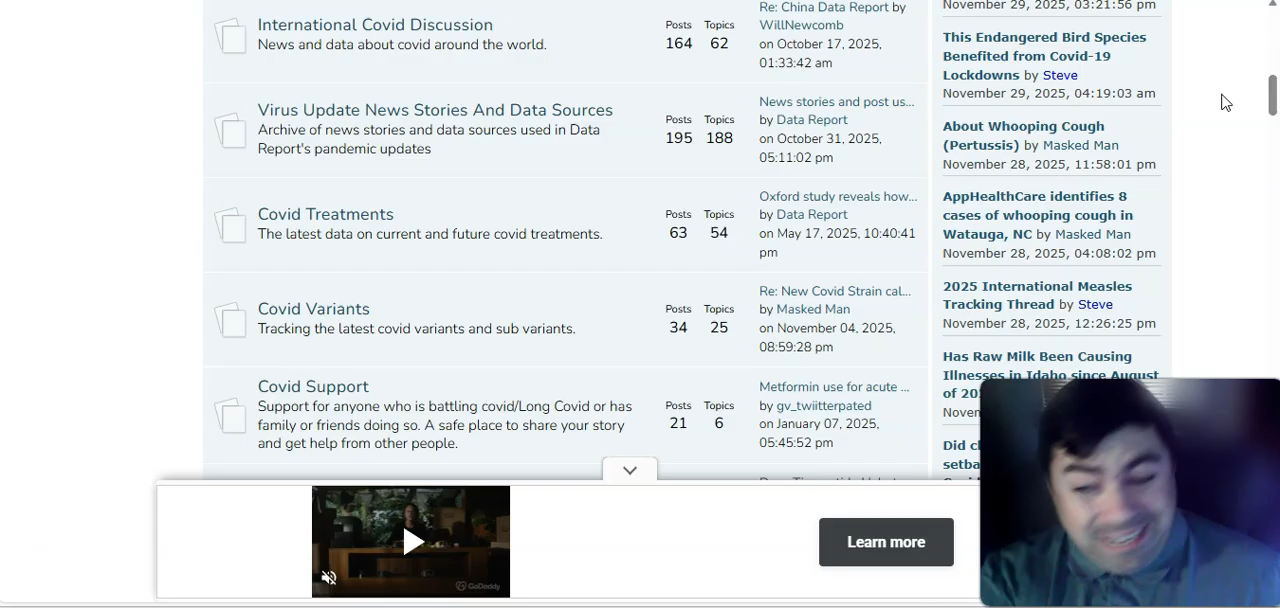 International Covid Discussion
News and data about covid around the world.
Posts Topics
164 62
Re: China Data Report by
WillNewcomb
on October 17, 2025,
01:33:42 am
Virus Update News Stories And Data Sources
Archive of news stories and data sources used in Data
Report's pandemic updates
Posts Topics
195 188
News stories and post us...
by Data Report
on October 31, 2025,
05:11:02 pm
Covid Treatments
The latest data on current and future covid treatments.
Posts Topics
63 54
Oxford study reveals how...
by Data Report
on May 17, 2025, 10:40:41
pm
Covid Variants
Tracking the latest covid variants and sub variants.
Posts Topics
34 25
Re: New Covid Strain cal...
by Masked Man
on November 04, 2025,
08:59:28 pm
Covid Support
Support for anyone who is battling covid/Long Covid or has
family or friends doing so. A safe place to share your story
and get help from other people.
Posts Topics
21 6
Metformin use for acute ...
by gv_twiitterpated
on January 07, 2025,
05:45:52 pm
November 29, 2025, 03:21:56 pm
This Endangered Bird Species
Benefited from Covid-19
Lockdowns by Steve
November 29, 2025, 04:19:03 am
About Whooping Cough
(Pertussis) by Masked Man
November 28, 2025, 11:58:01 pm
AppHealthCare identifies 8
cases of whooping cough in
Watauga, NC by Masked Man
November 28, 2025, 04:08:02 pm
2025 International Measles
Tracking Thread by Steve
November 28, 2025, 12:26:25 pm
Has Raw Milk Been Causing
Illnesses in Idaho since August
of 20
Novem
Did c
setba
GoDaddy
Learn more